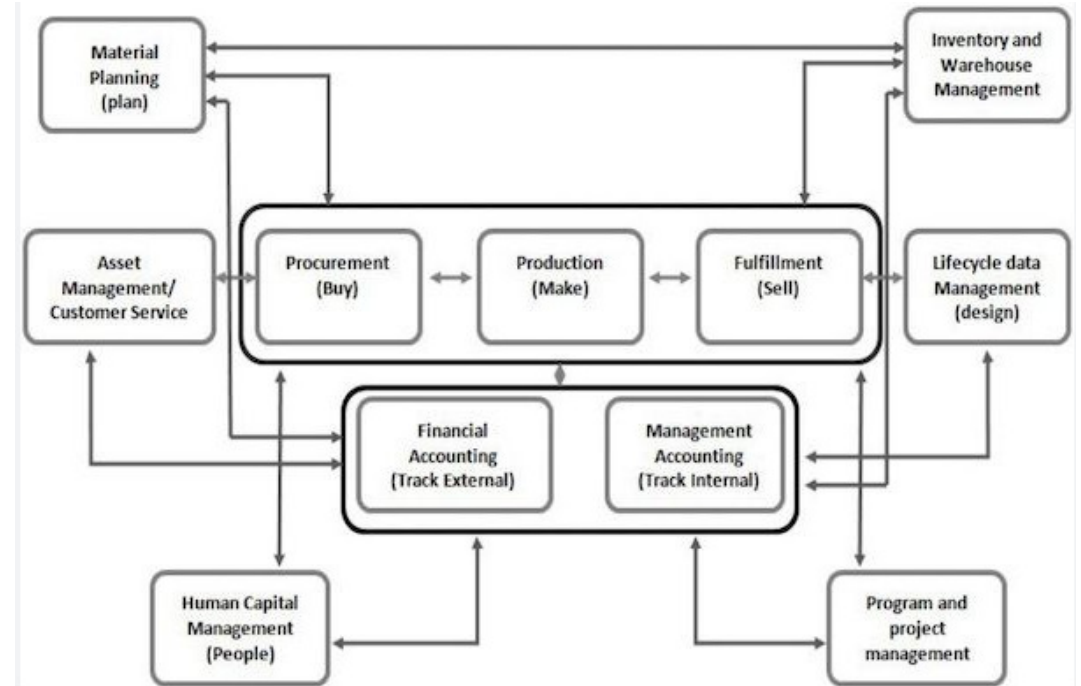 Material
Planning
(plan)
Inventory and
Warehouse
Management
Asset
Management/
Customer Service
Procurement
(Buy)
Production
(Make)
Fulfillment
(Sell)
Lifecycle data
Management
(design)
Financial
Accounting
(Track External)
Management
Accounting
(Track Internal)
Human Capital
Management
(People)
Program and
project
management